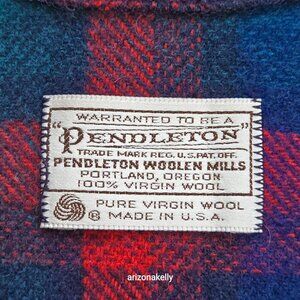 WARRANTED TO BE A
"PENDLETON"
TRADE MARK REG. U.S. PAT. OFF.
PENDLETON WOOLEN MILLS
PORTLAND, OREGON
100% VIRGIN WOOL
PURE VIRGIN WOOL
® MADE IN U.S.A.
arizonakelly